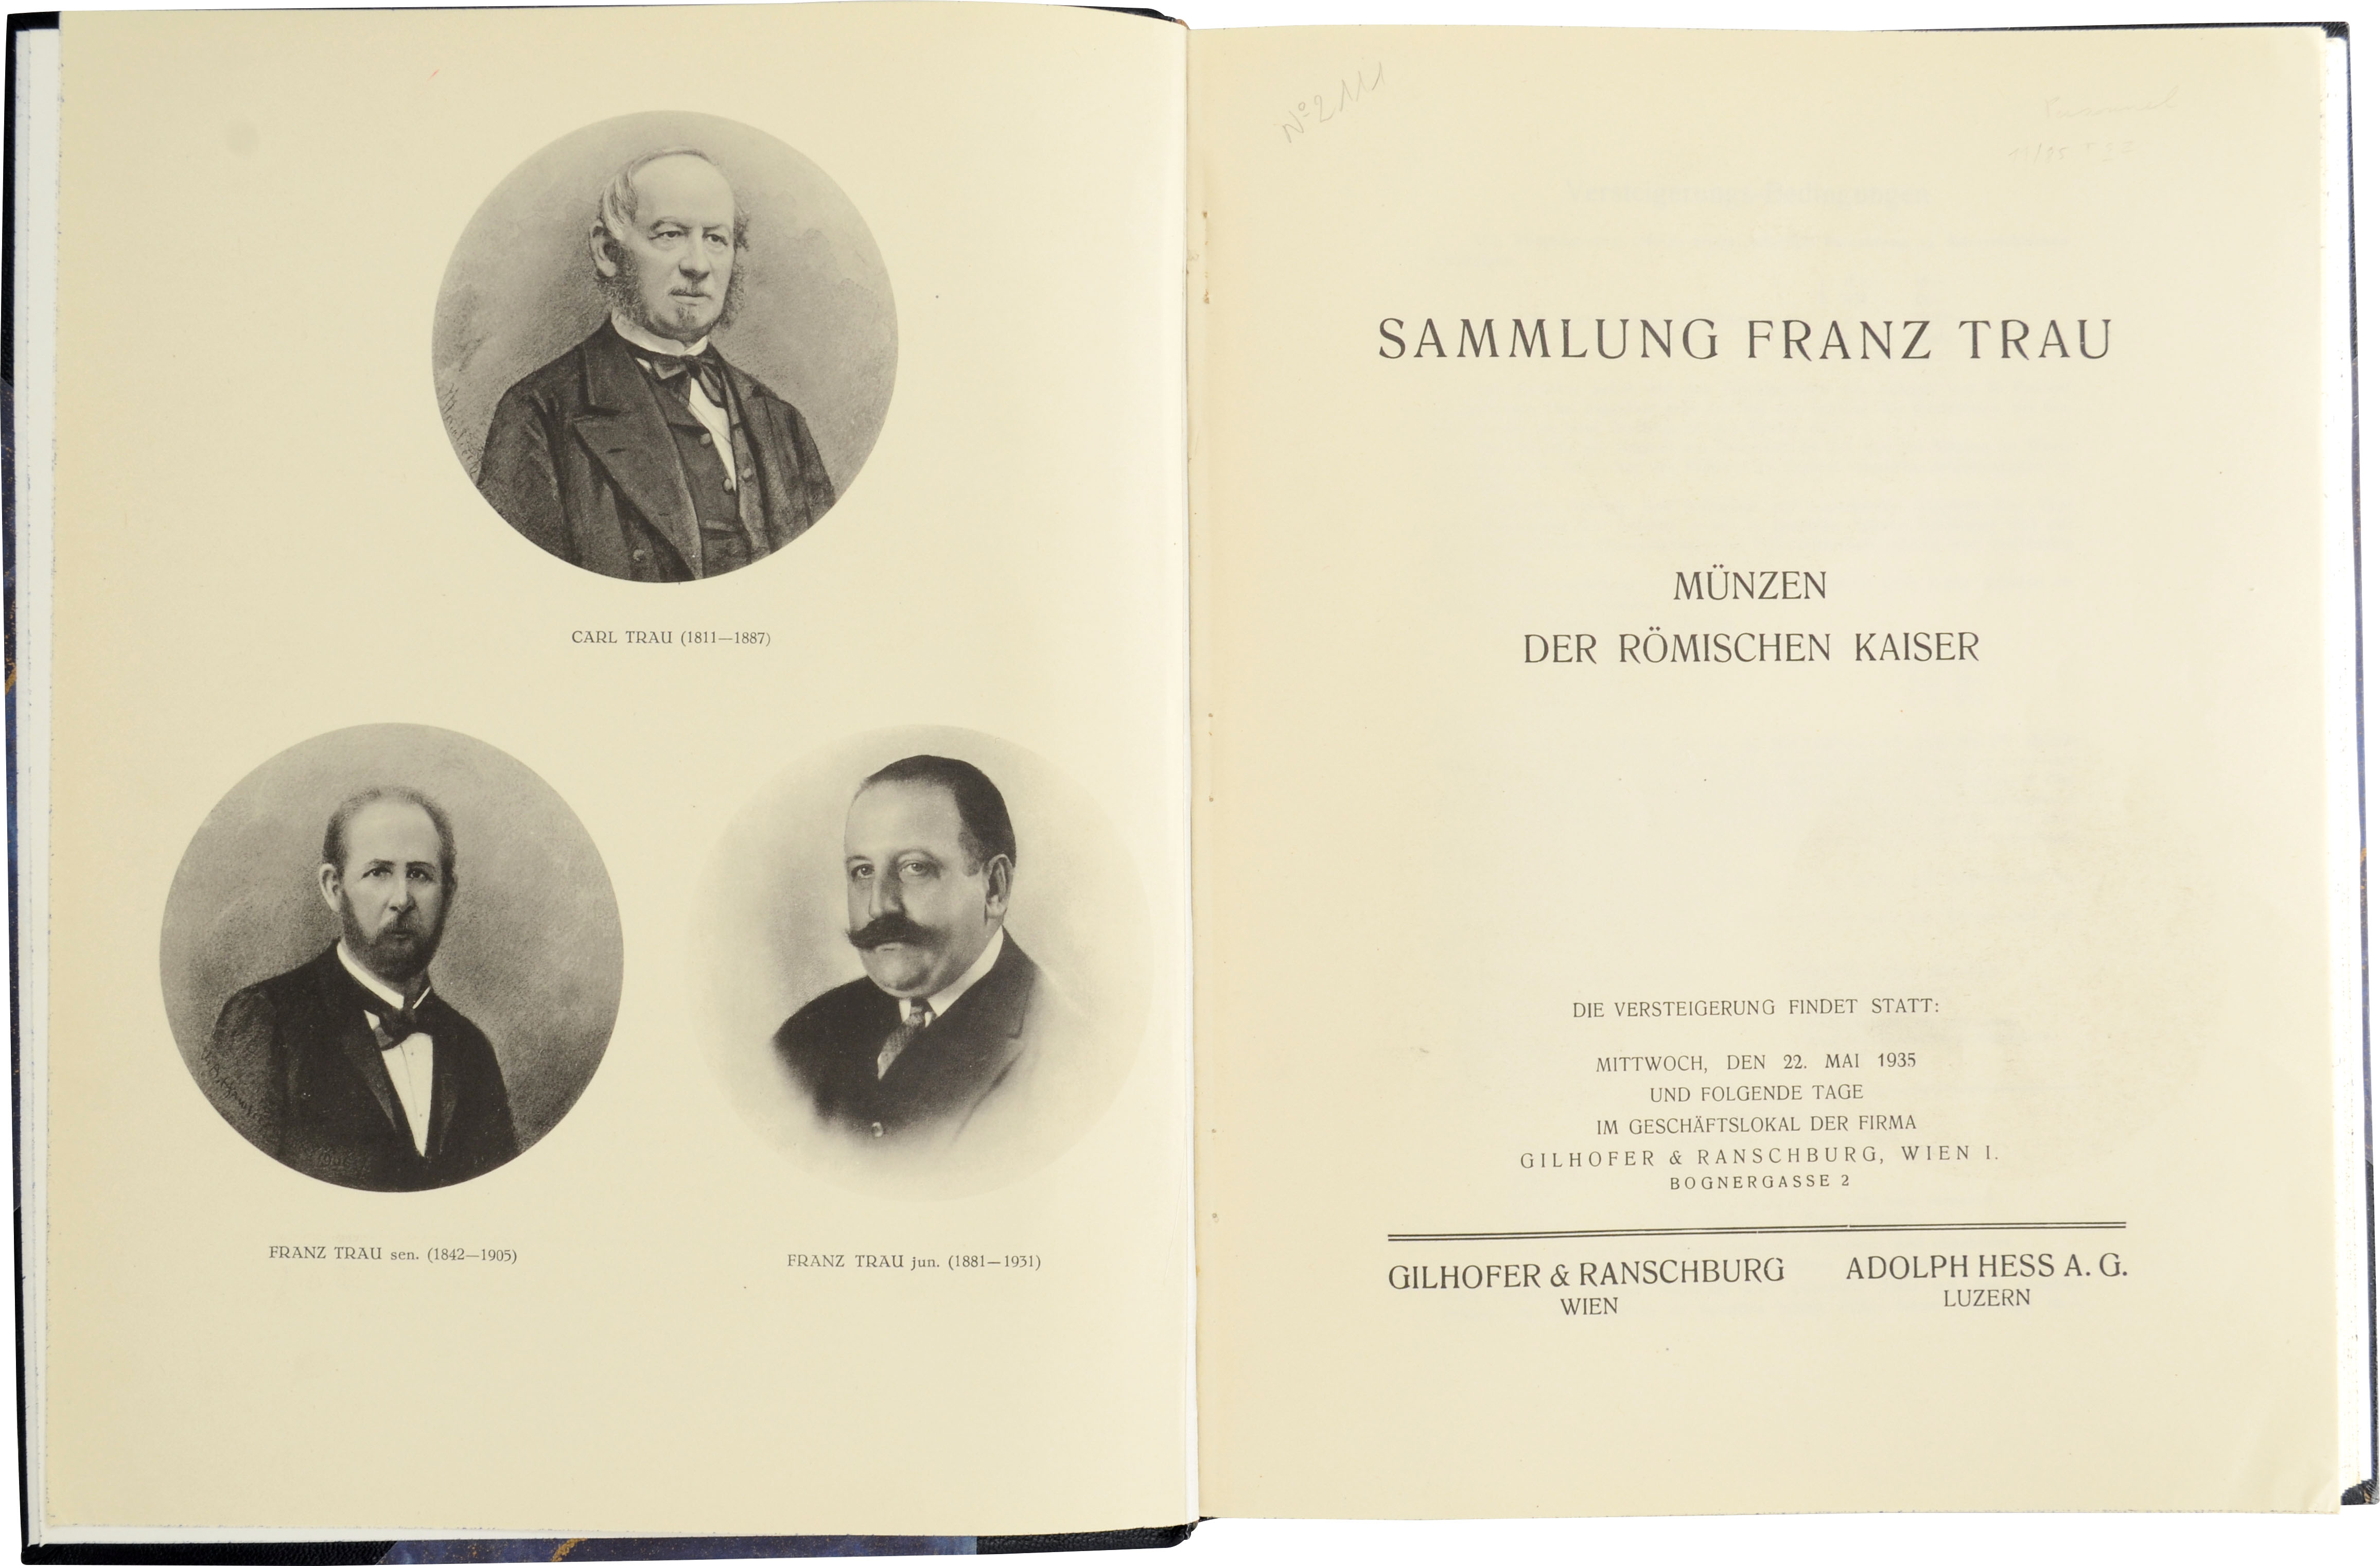 CARL TRAU (1811—1887)
FRANZ TRAU sen. (1842—1905)
FRANZ TRAU jun. (1881—1931)
Nº 2111
SAMMLUNG FRANZ TRAU
MÜNZEN
DER RÖMISCHEN KAISER
DIE VERSTEIGERUNG FINDET STATT:
MITTWOCH, DEN 22. MAI 1935
UND FOLGENDE TAGE
IM GESCHÄFTSLOKAL DER FIRMA
GILHOFER & RANSCHBURG, WIEN I.
BOGNERGASSE 2
GILHOFER & RANSCHBURG
WIEN
ADOLPH HESS A. G.
LUZERN